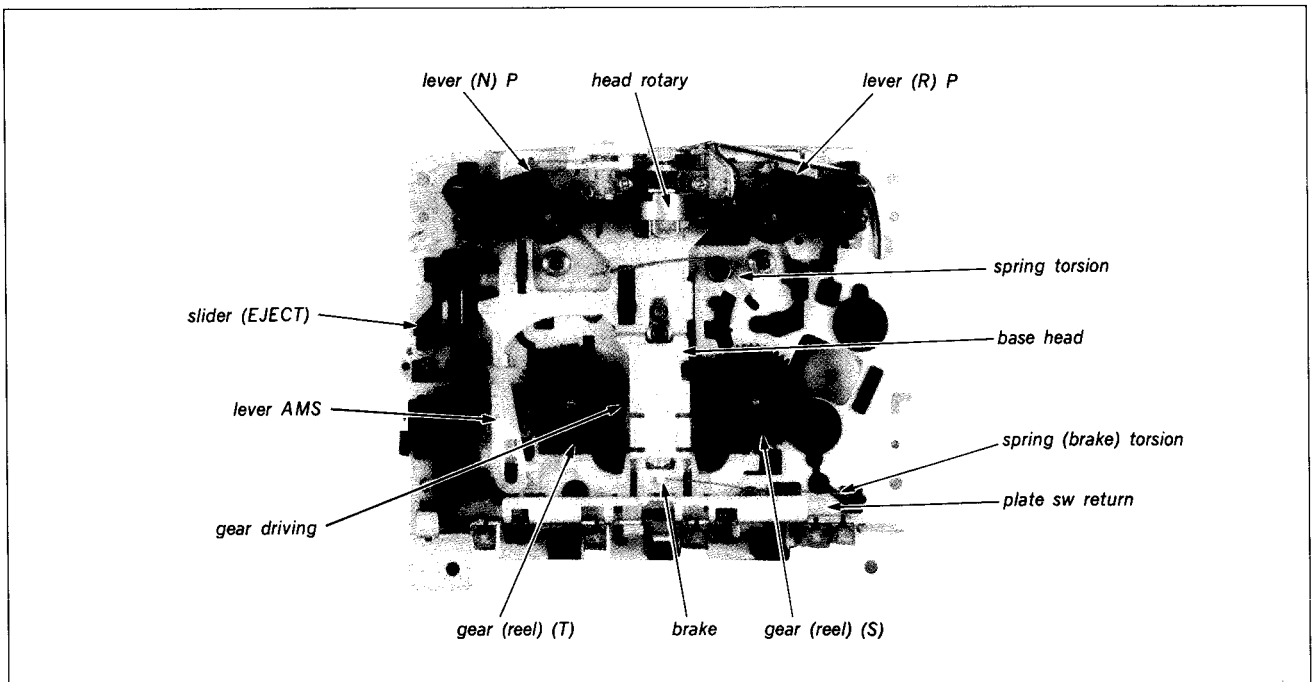 lever (N) P
head rotary
lever (R) P
spring torsion
slider (EJECT)
base head
lever AMS
spring (brake) torsion
plate sw return
gear driving
gear (reel) (T)
brake
gear (reel) (S)